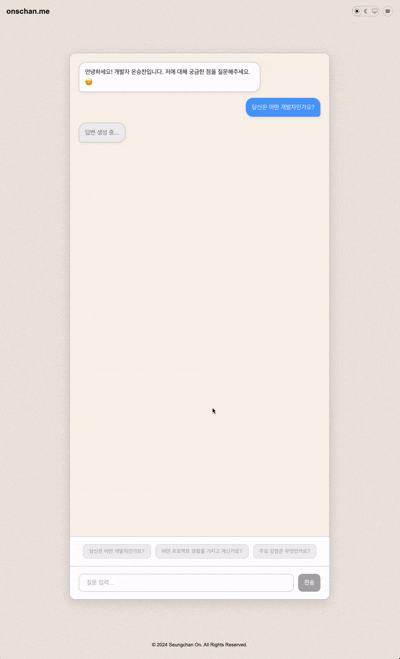 onschan.me
안녕하세요! 개발자 온승찬입니다. 저에 대해 궁금한 점을 질문해주세요.
😊
당신은 어떤 개발자인가요?
답변 생성 중...
당신은 어떤 개발자인가요?
어떤 프로젝트 경험을 가지고 계신가요?
주요 강점은 무엇인가요?
질문 입력...
전송
© 2024 Seungchan On. All Rights Reserved.